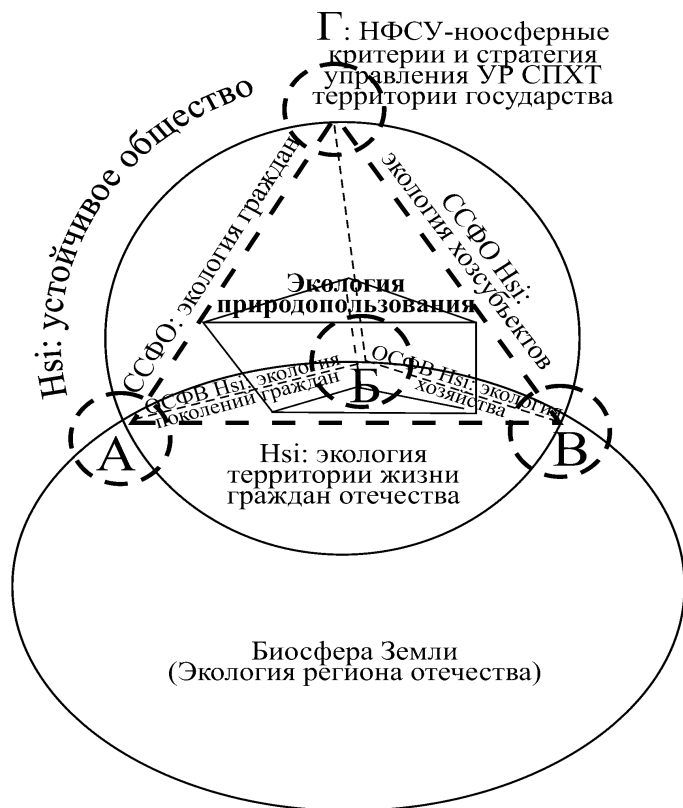 Г: НФСУ-ноосферные
критерии и стратегия
управления УР СПХТ
территории государства
Hsi: устойчивое общество
ССФО: экология граждан
ССФО Hsi:
экология хозсубъектов
Экология
природопользования
ОСФВ Hsi: экология
поколений граждан
ОСФВ Hsi: экология
хозяйства
Б
А
В
Hsi: экология
территории жизни
граждан отечества
Биосфера Земли
(Экология региона отечества)